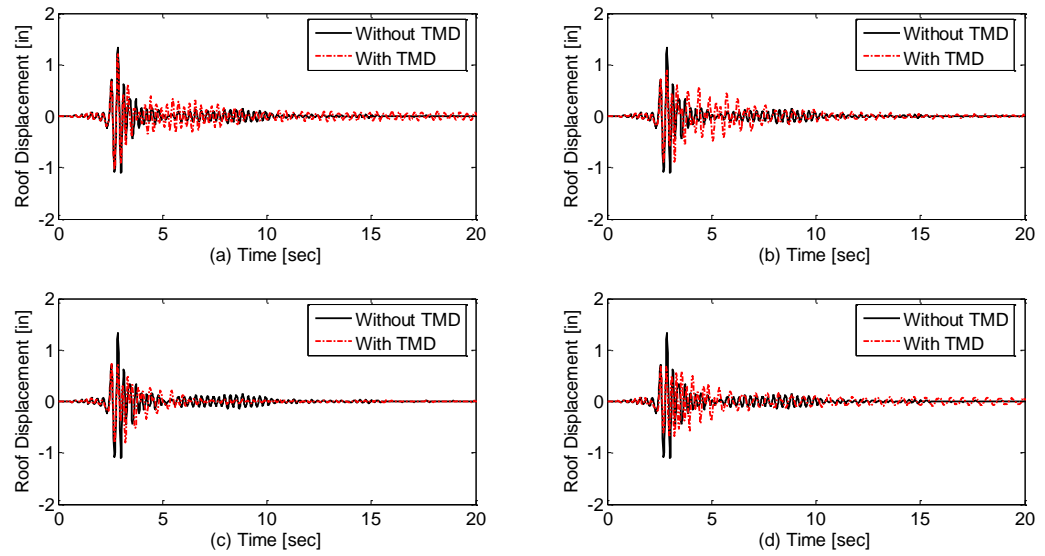 2
1
0
-1
-2
Roof Displacement [in]
Without TMD
With TMD
0 5 10 15 20
(a) Time [sec]
2
1
0
-1
-2
Roof Displacement [in]
Without TMD
With TMD
0 5 10 15 20
(b) Time [sec]
2
1
0
-1
-2
Roof Displacement [in]
Without TMD
With TMD
0 5 10 15 20
(c) Time [sec]
2
1
0
-1
-2
Roof Displacement [in]
Without TMD
With TMD
0 5 10 15 20
(d) Time [sec]